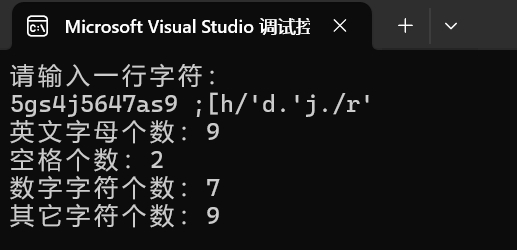 Microsoft Visual Studio 调试控
请输入一行字符：
5gs4j5647as9 ;[h/'d.'j./r'
英文字母个数：9
空格个数：2
数字字符个数：7
其它字符个数：9